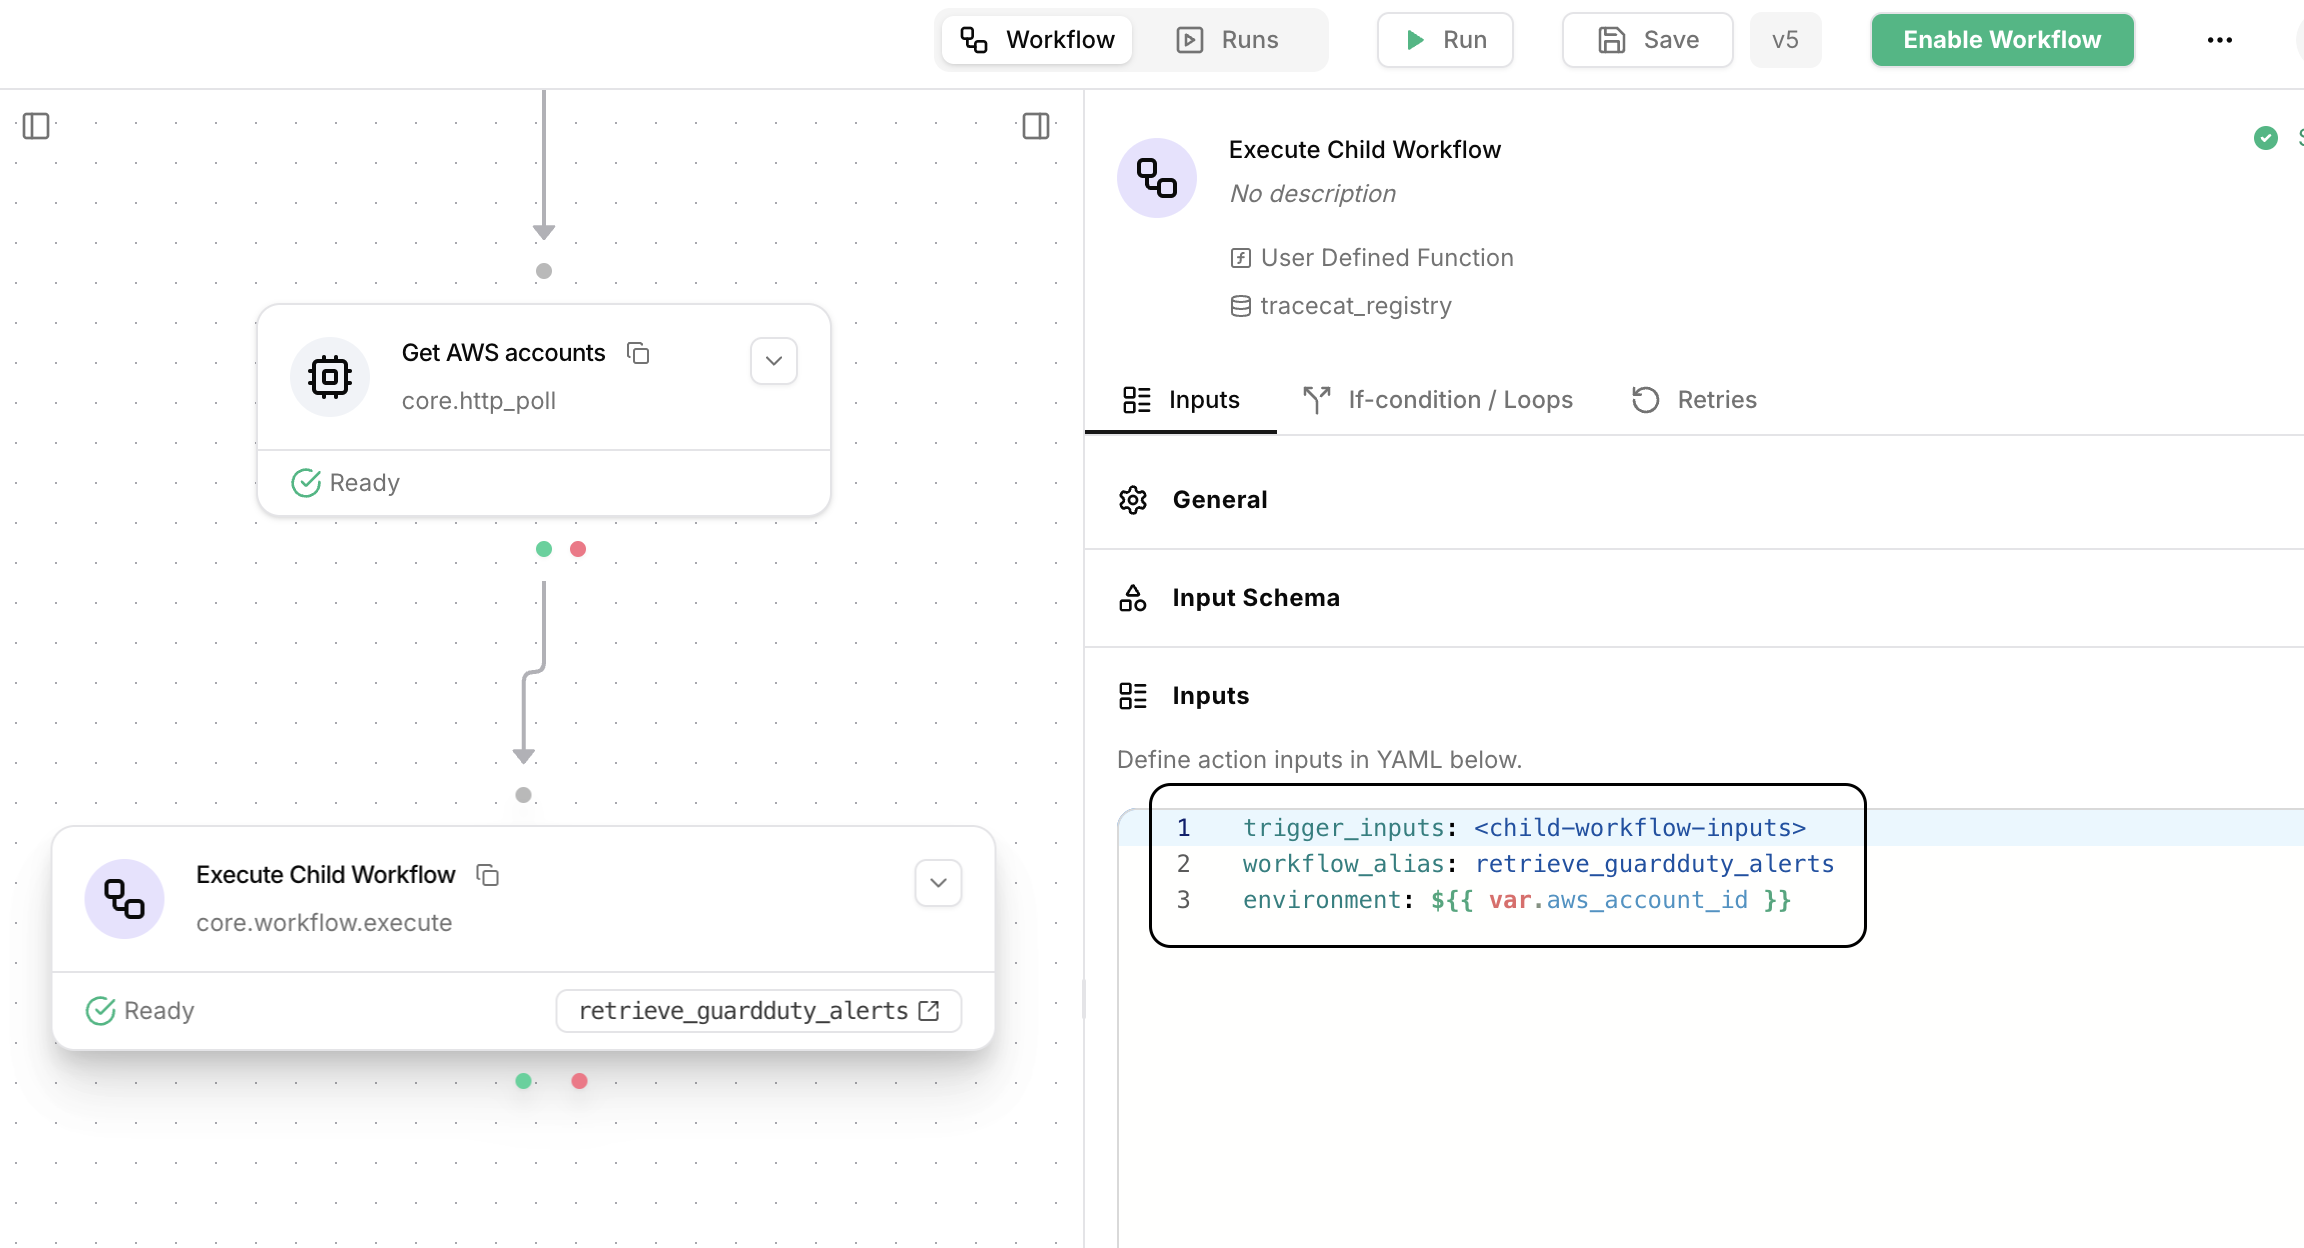 Workflow
Runs
Run
Save
v5
Enable Workflow
Get AWS accounts
core.http_poll
Ready
Execute Child Workflow
core.workflow.execute
Ready
retrieve_guardduty_alerts
Execute Child Workflow
No description
User Defined Function
tracecat_registry
Inputs
If-condition / Loops
Retries
General
Input Schema
Inputs
Define action inputs in YAML below.
1 trigger_inputs: <child-workflow-inputs>
2 workflow_alias: retrieve_guardduty_alerts
3 environment: ${{ var.aws_account_id }}